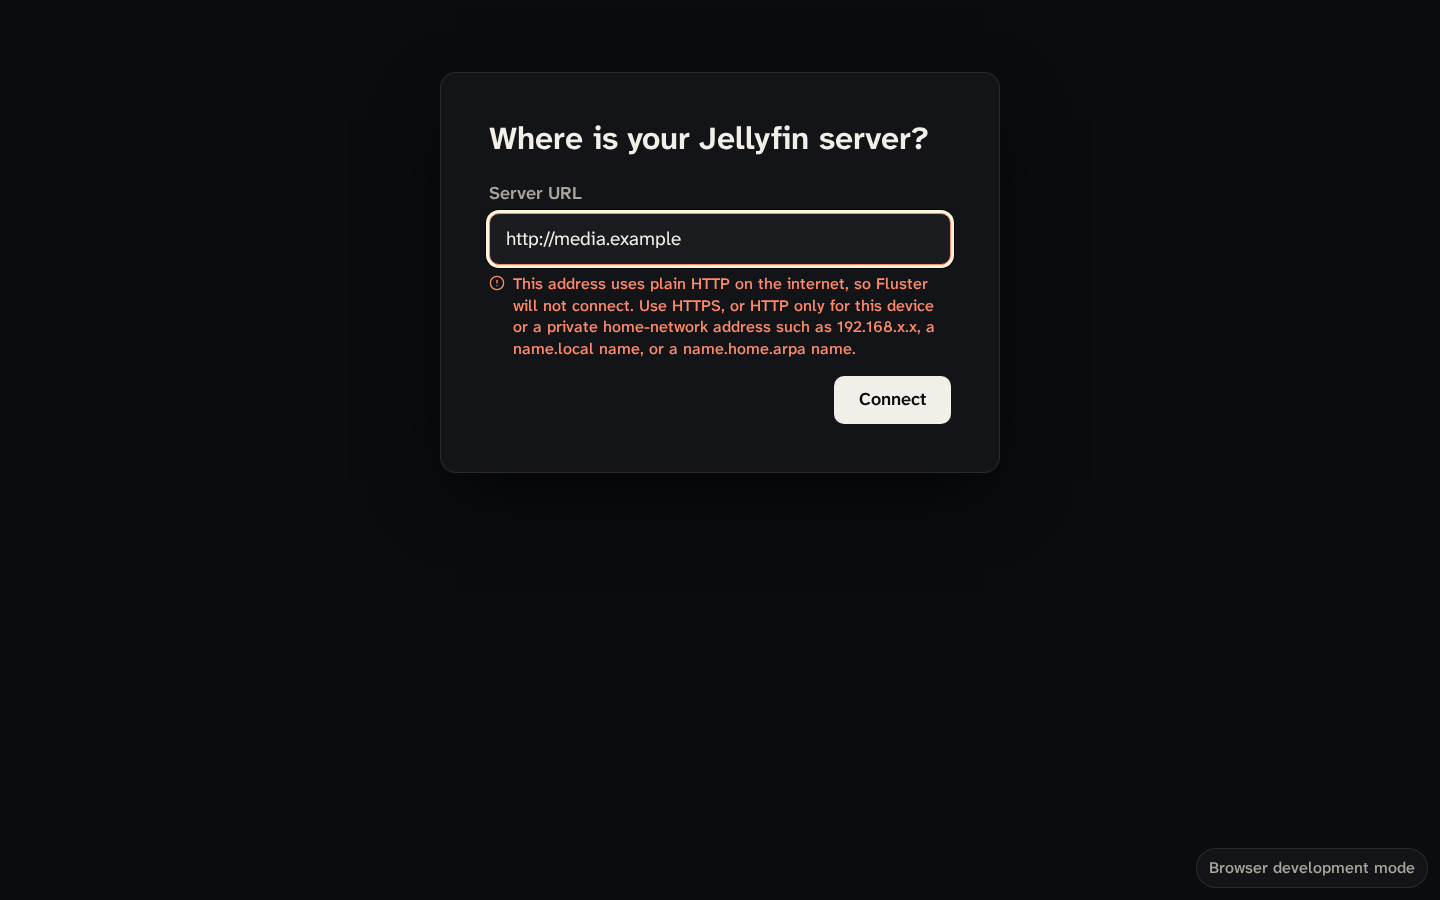 Where is your Jellyfin server?
Server URL
http://media.example
This address uses plain HTTP on the internet, so Fluster
will not connect. Use HTTPS, or HTTP only for this device
or a private home-network address such as 192.168.x.x, a
name.local name, or a name.home.arpa name.
Connect
Browser development mode